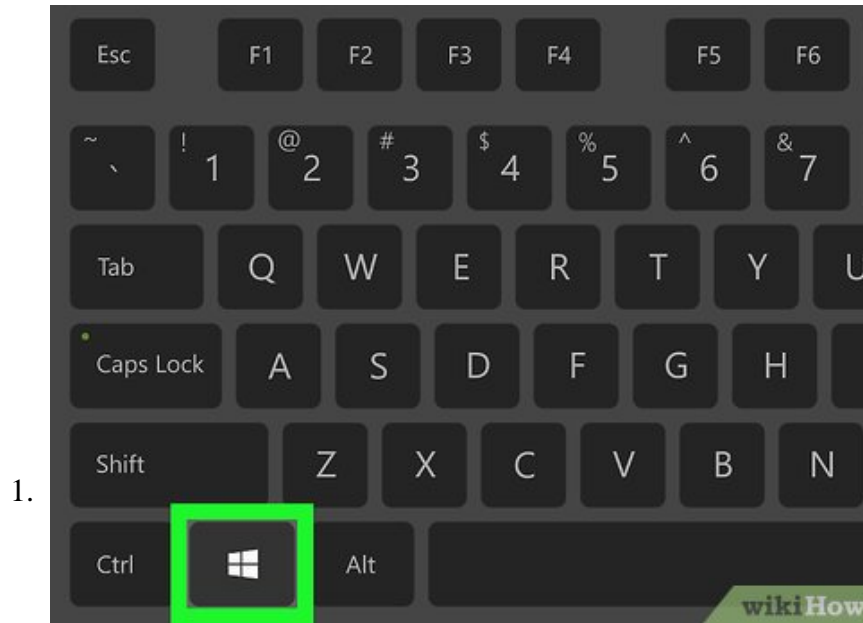 Esc F1 F2 F3 F4 F5 F6
~ ` ! 1 @ 2 # 3 $ 4 % 5 ^ 6 & 7
Tab Q W E R T Y U
Caps Lock A S D F G H
Shift Z X C V B N
1.
Ctrl Alt
wikiHow